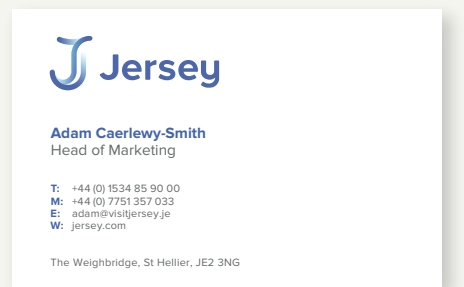 Jersey
Adam Caerlewy-Smith
Head of Marketing
T: +44 (0) 1534 85 90 00
M: +44 (0) 7751 357 033
E: adam@visitjersey.je
W: jersey.com
The Weighbridge, St Hellier, JE2 3NG